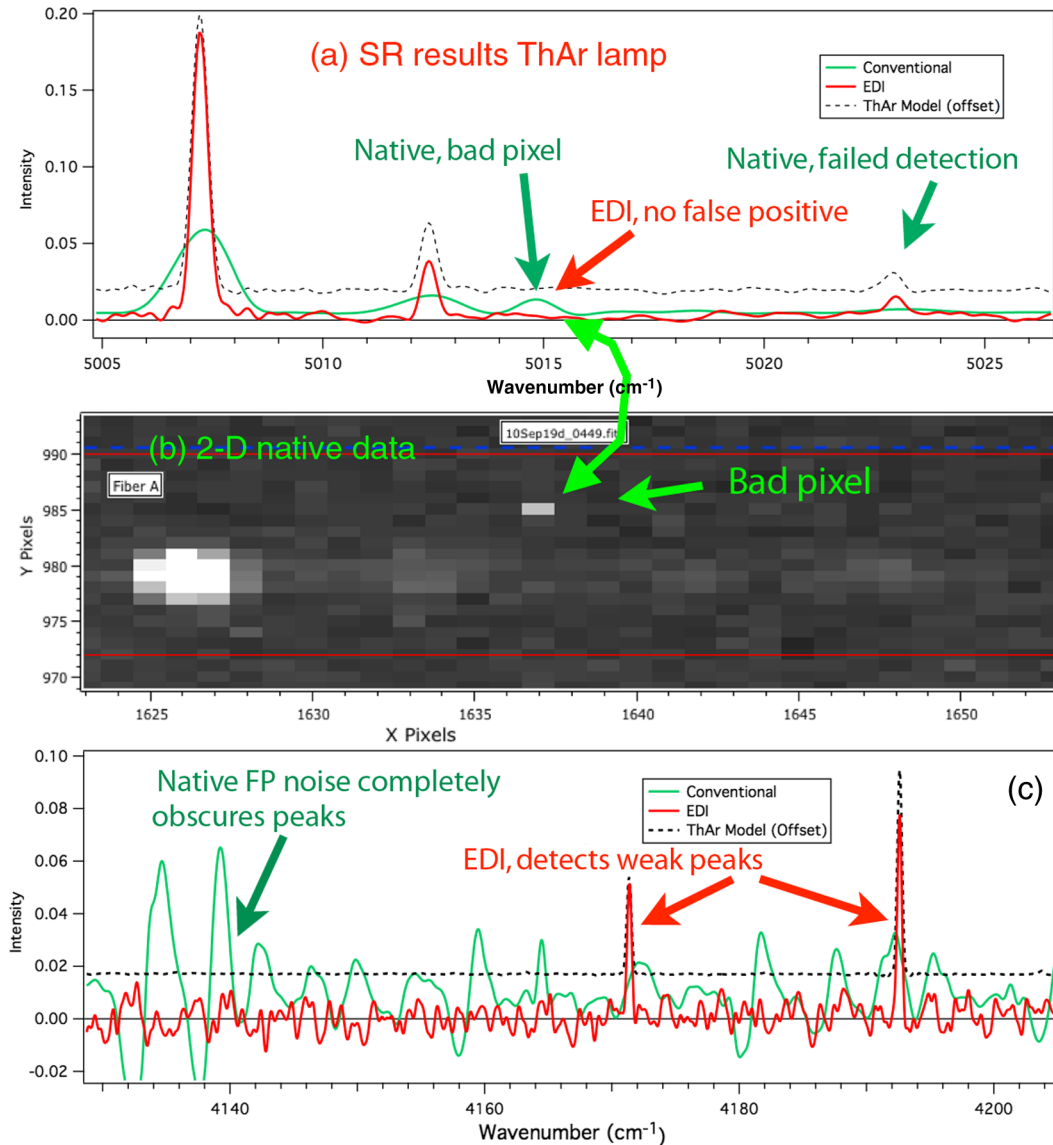 (a) SR results ThAr lamp
Conventional
EDI
ThAr Model (offset)
Native, bad pixel
Native, failed detection
EDI, no false positive
Intensity
0.20
0.15
0.10
0.05
0.00
5005
5010
5015
5020
5025
Wavenumber (cm-1)
(b) 2-D native data
10Sep19d_0449.fit
Fiber A
Bad pixel
Y Pixels
990
985
980
975
970
1625
1630
1635
1640
1645
1650
X Pixels
(c)
Native FP noise completely
obscures peaks
Conventional
EDI
ThAr Model (Offset)
EDI, detects weak peaks
Intensity
0.10
0.08
0.06
0.04
0.02
0.00
-0.02
4140
4160
4180
4200
Wavenumber (cm-1)